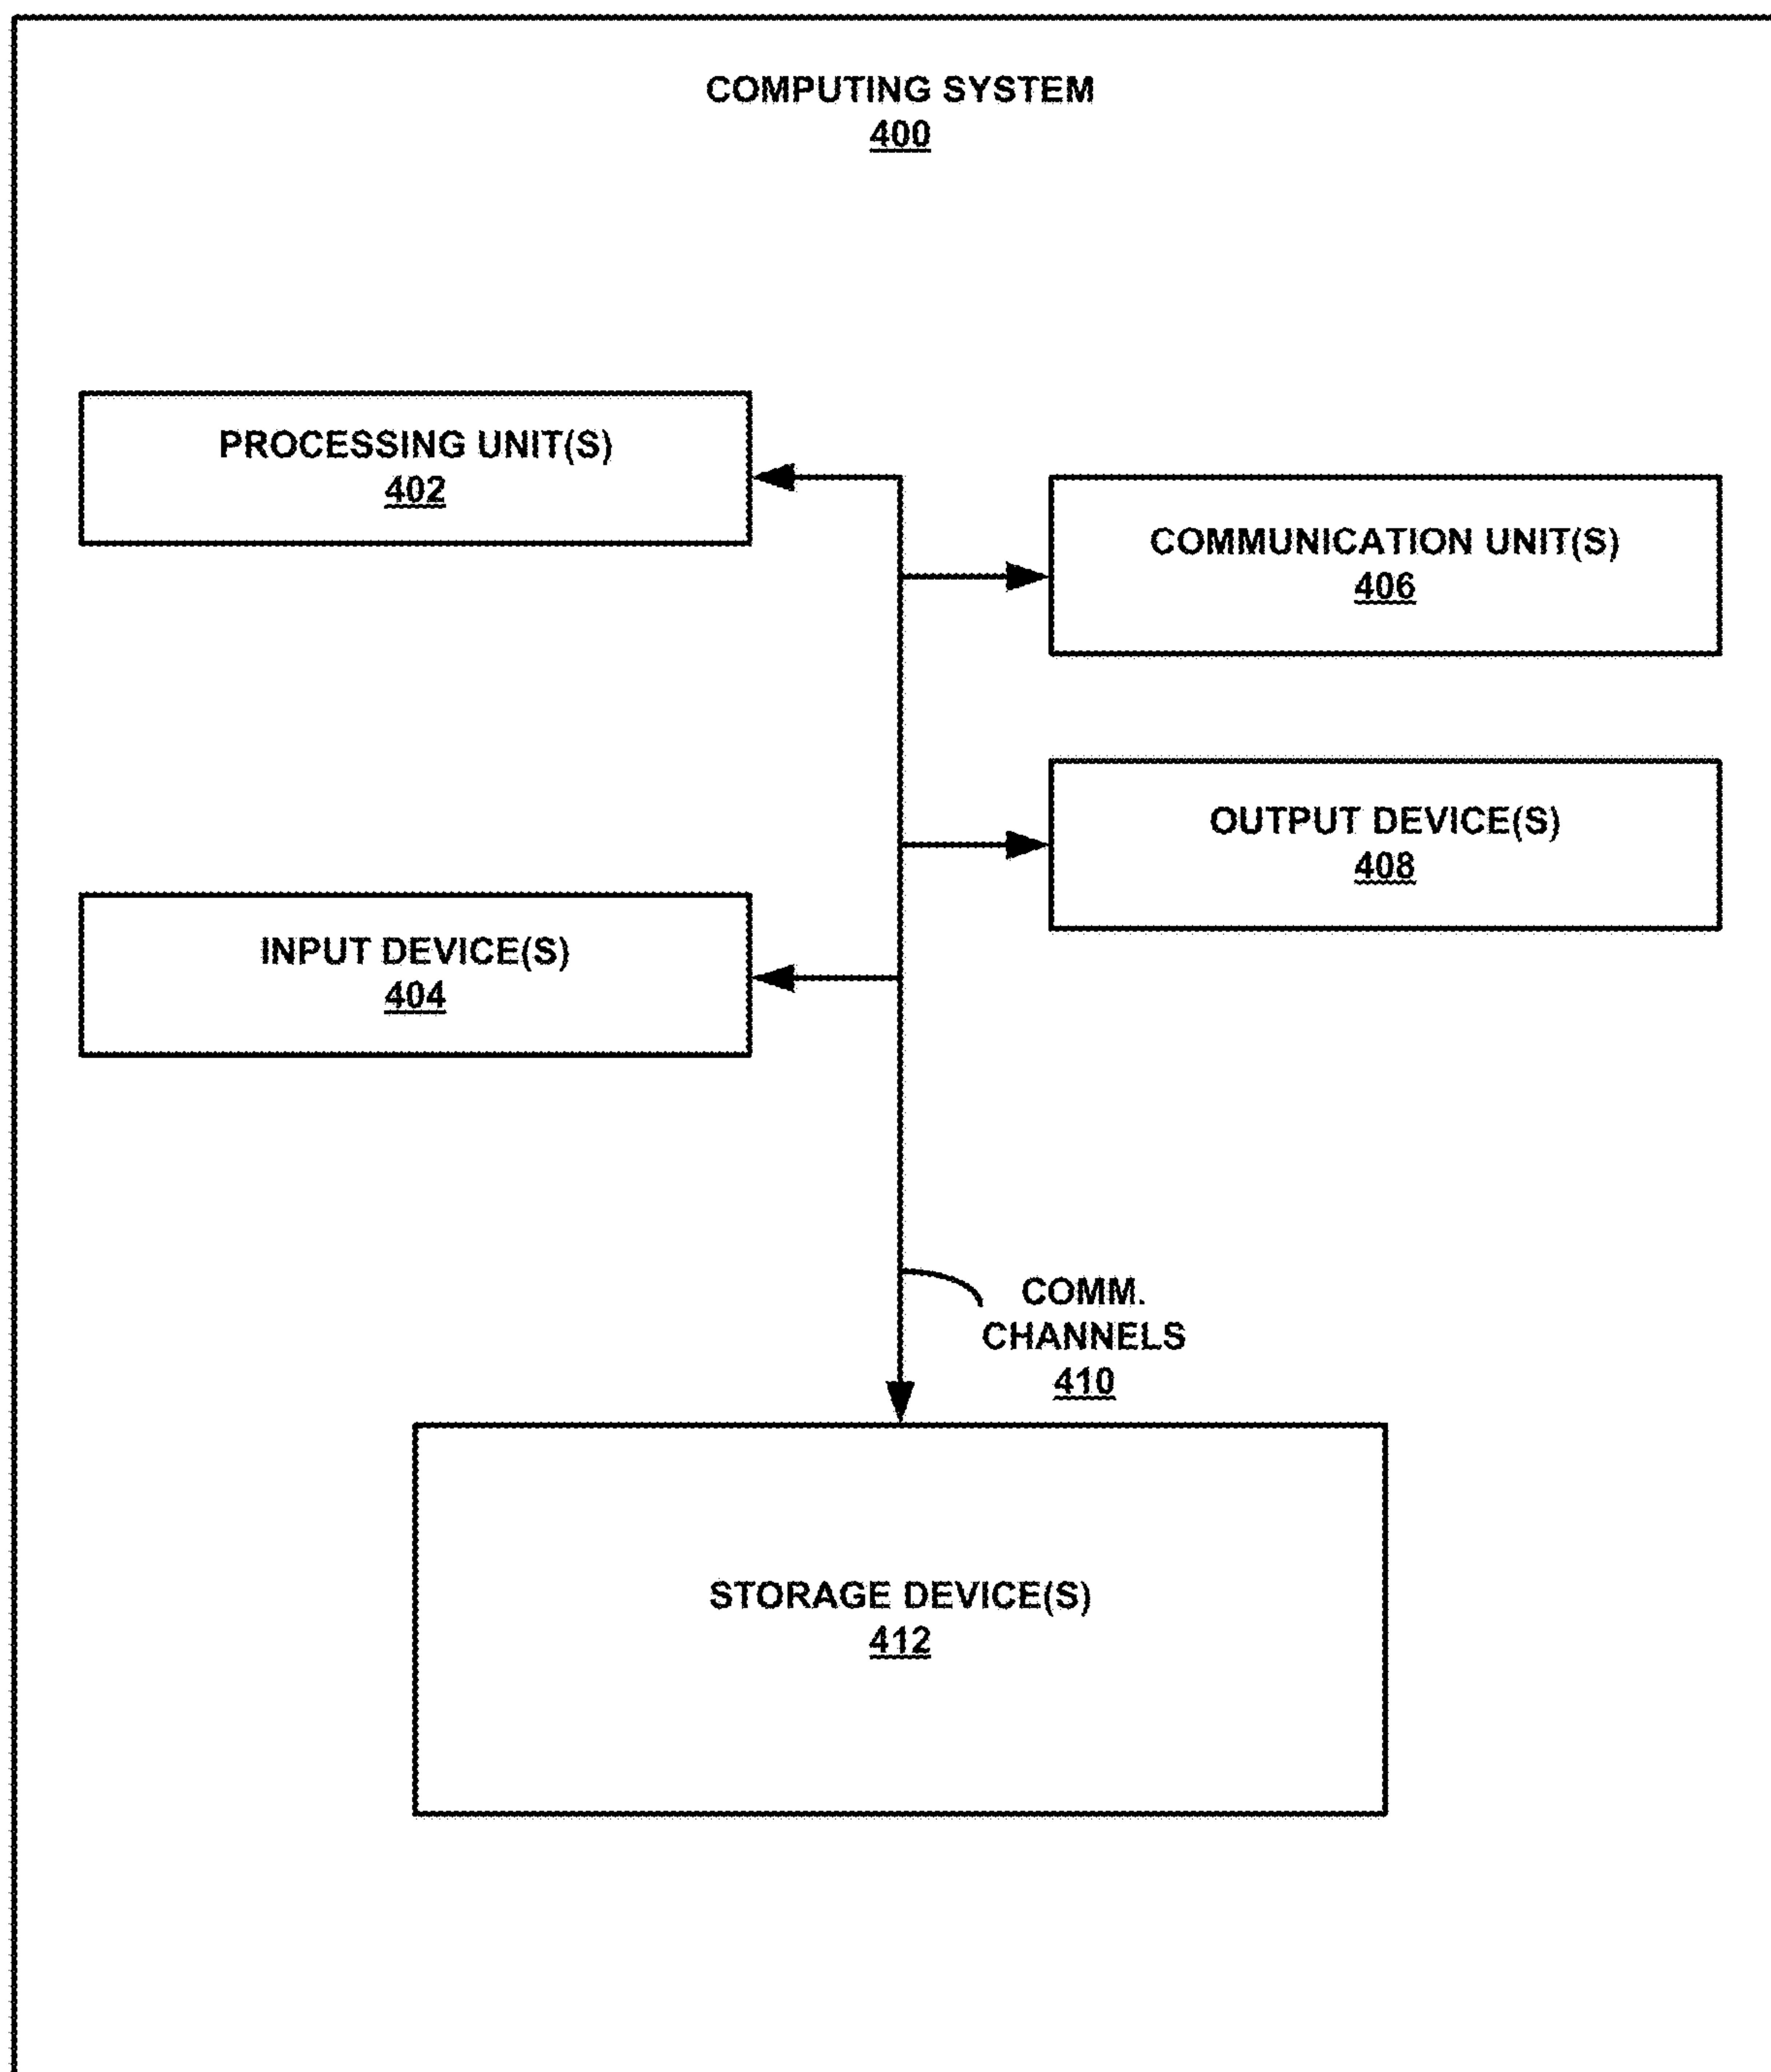 COMPUTING SYSTEM
400
PROCESSING UNIT(S)
402
COMMUNICATION UNIT(S)
406
OUTPUT DEVICE(S)
408
INPUT DEVICE(S)
404
COMM.
CHANNELS
410
STORAGE DEVICE(S)
412